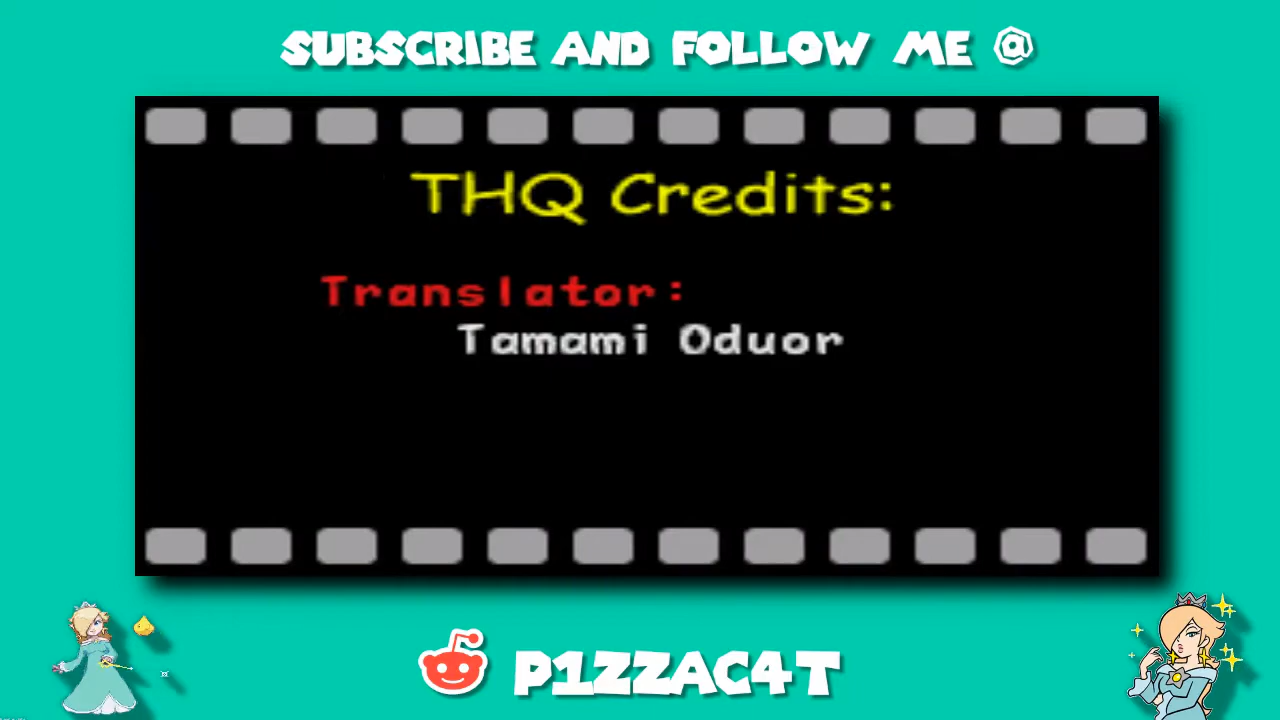 SUBSCRIBE AND FOLLOW ME @
THQ Credits:
Translator:
Tamami Oduor
P1ZZAC4T